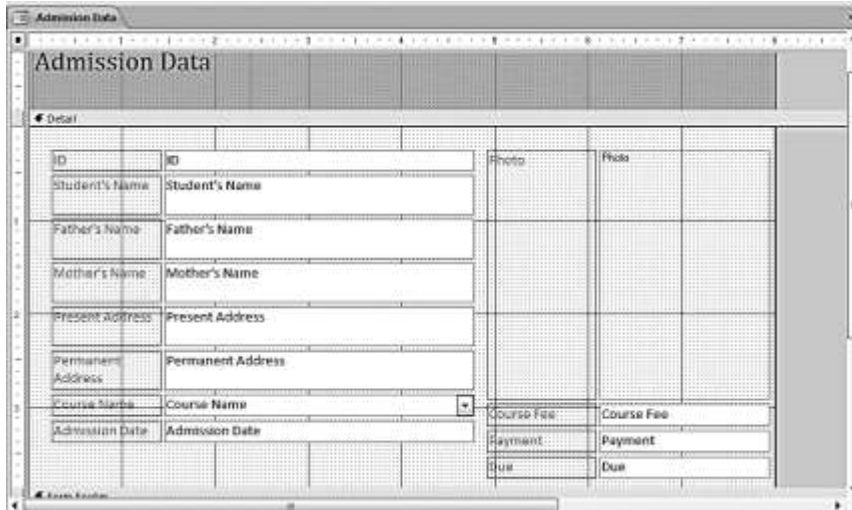 Admission Data
Admission Data
Detail
ID ID
Student's Name Student's Name
Father's Name Father's Name
Mother's Name Mother's Name
Present Address Present Address
Permanent
Address Permanent Address
Course Name Course Name
Admission Date Admission Date
Photo Photo
Course Fee Course Fee
Payment Payment
Due Due
Form Footer